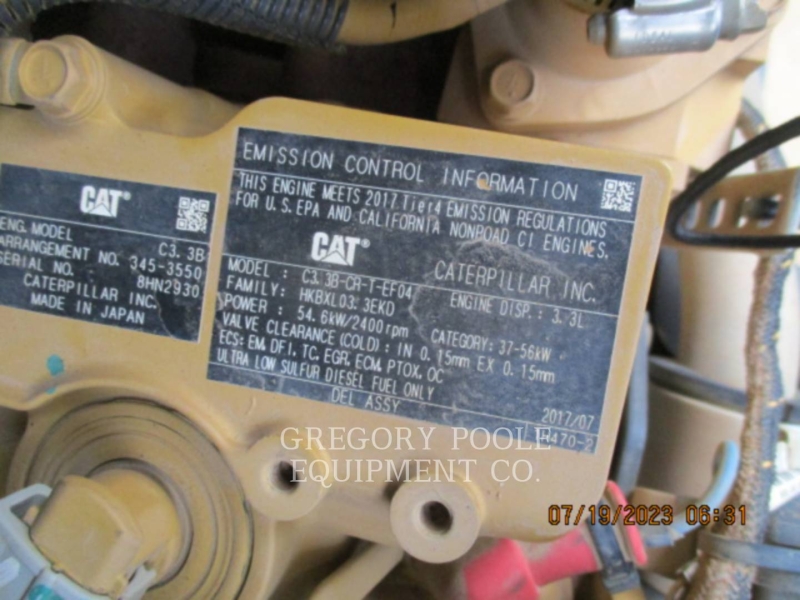 CAT
ENG. MODEL C3. 3B
ARRANGEMENT NO. 345-3550
SERIAL NO. 8HN2930
CATERPILLAR INC.
MADE IN JAPAN
EMISSION CONTROL INFORMATION
THIS ENGINE MEETS 2017 Tier4 EMISSION REGULATIONS
FOR U.S. EPA AND CALIFORNIA NONROAD CI ENGINES.
CAT CATERPILLAR INC.
MODEL : C3. 3B-CR-T-EF04 ENGINE DISP.: 3. 3L
FAMILY: HKBXL03. 3EKD
POWER : 54. 6kW/2400rpm CATEGORY: 37-56kW
VALVE CLEARANCE (COLD) : IN 0. 15mm EX 0. 15mm
ECS: EM, DFI, TC, EGR, ECM, PTOX, OC
ULTRA LOW SULFUR DIESEL FUEL ONLY
DEL ASSY 2017/07
470-2
GREGORY POOLE
EQUIPMENT CO.
07/19/2023 06:31